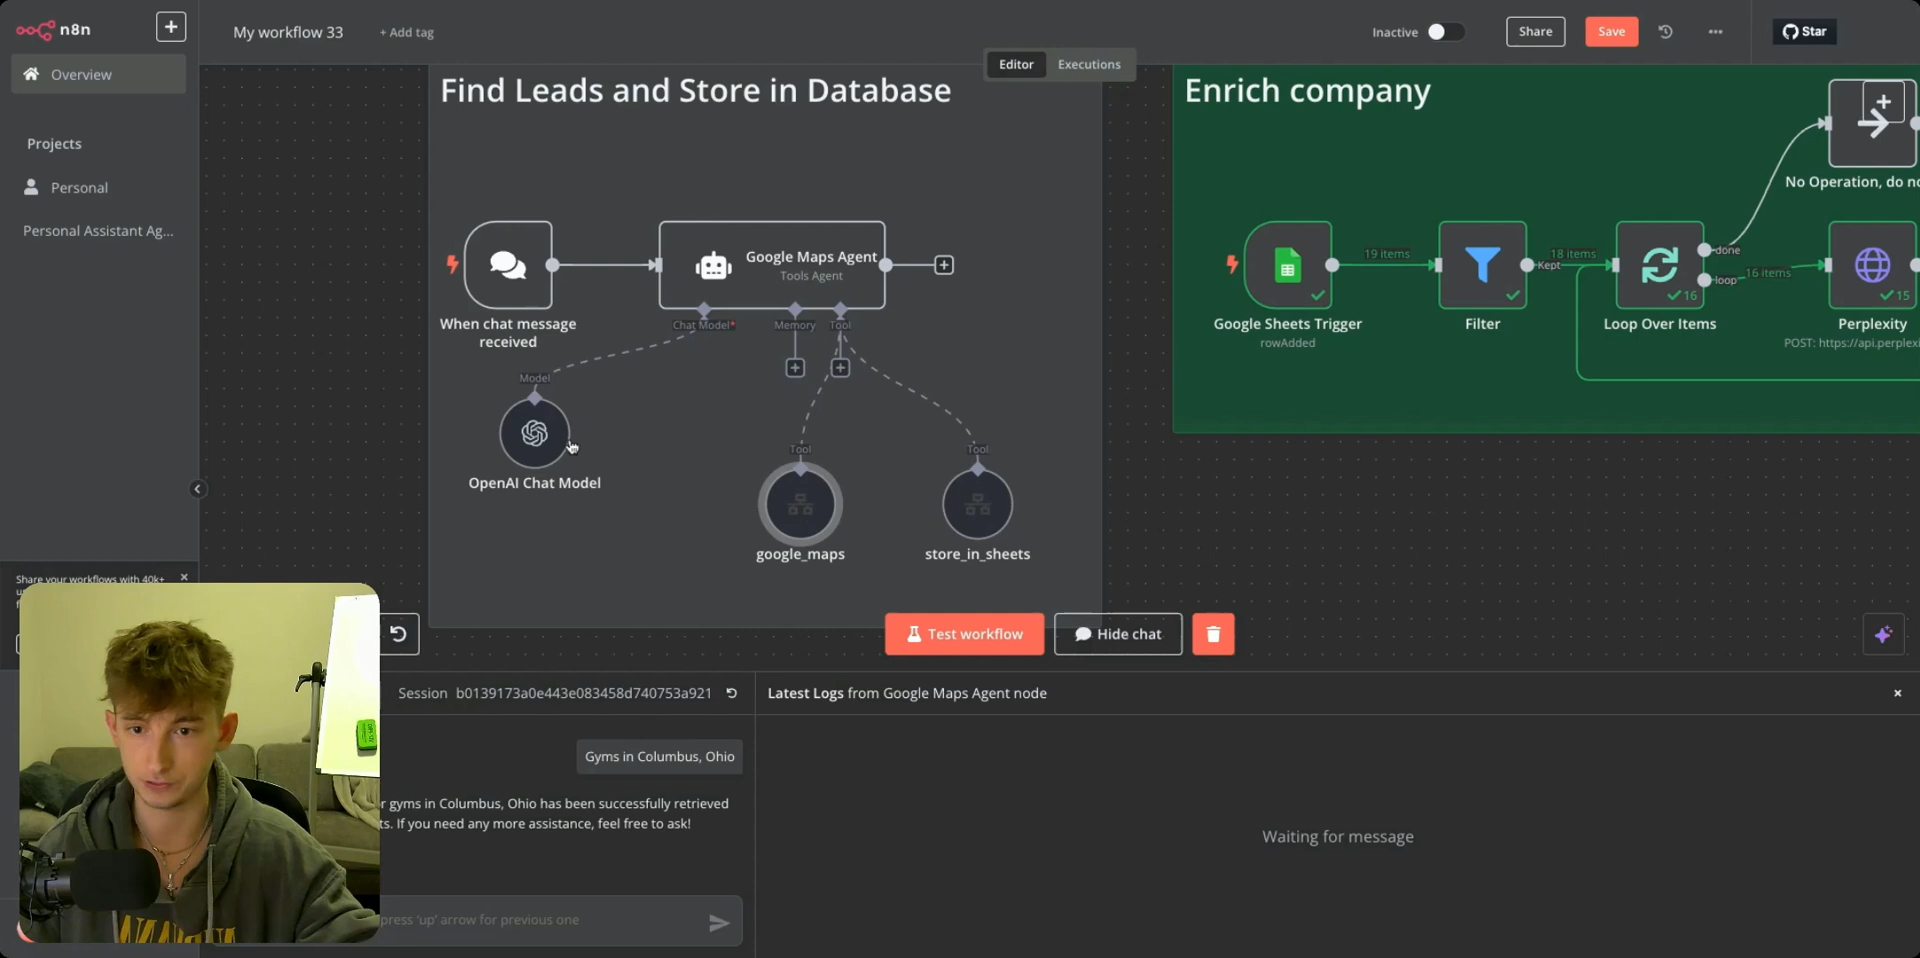 n8n
+
My workflow 33
+ Add tag
Inactive
Share
Save
...
Star
Overview
Editor
Executions
Projects
Personal
Personal Assistant Ag...
Find Leads and Store in Database
Enrich company
When chat message
received
Google Maps Agent
Tools Agent
Chat Model*
Memory
Tool
Model
OpenAI Chat Model
Tool
google_maps
Tool
store_in_sheets
No Operation, do no
19 items
Kept
18 items
done
loop
16 items
16
15
Google Sheets Trigger
rowAdded
Filter
Loop Over Items
Perplexity
POST: https://api.perplexi
Share your workflows with 40k+
Test workflow
Hide chat
Session b0139173a0e443e083458d740753a921
Latest Logs from Google Maps Agent node
Gyms in Columbus, Ohio
r gyms in Columbus, Ohio has been successfully retrieved
ts. If you need any more assistance, feel free to ask!
Waiting for message
press 'up' arrow for previous one